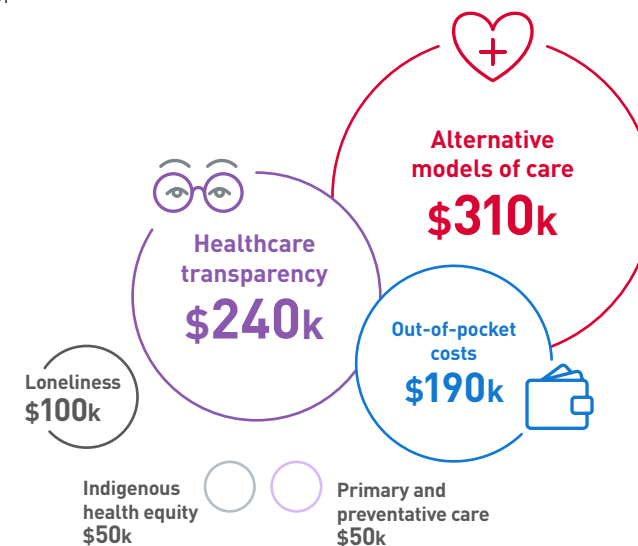 Alternative
models of care
$310k
Healthcare
transparency
$240k
Out-of-pocket
costs
$190k
Loneliness
$100k
Indigenous
health equity
$50k
Primary and
preventative care
$50k